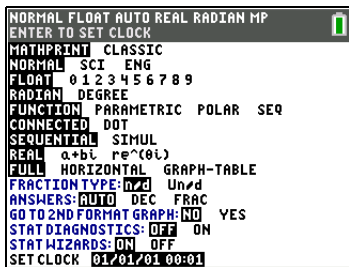 NORMAL FLOAT AUTO REAL RADIAN MP
ENTER TO SET CLOCK
MATHPRINT CLASSIC
NORMAL SCI ENG
FLOAT 0 1 2 3 4 5 6 7 8 9
RADIAN DEGREE
FUNCTION PARAMETRIC POLAR SEQ
CONNECTED DOT
SEQUENTIAL SIMUL
REAL a+bi re^(θi)
FULL HORIZONTAL GRAPH-TABLE
FRACTION TYPE: n/d Un/d
ANSWERS: AUTO DEC FRAC
GO TO 2ND FORMAT GRAPH: NO YES
STAT DIAGNOSTICS: OFF ON
STAT WIZARDS: ON OFF
SET CLOCK 01/01/01 00:01